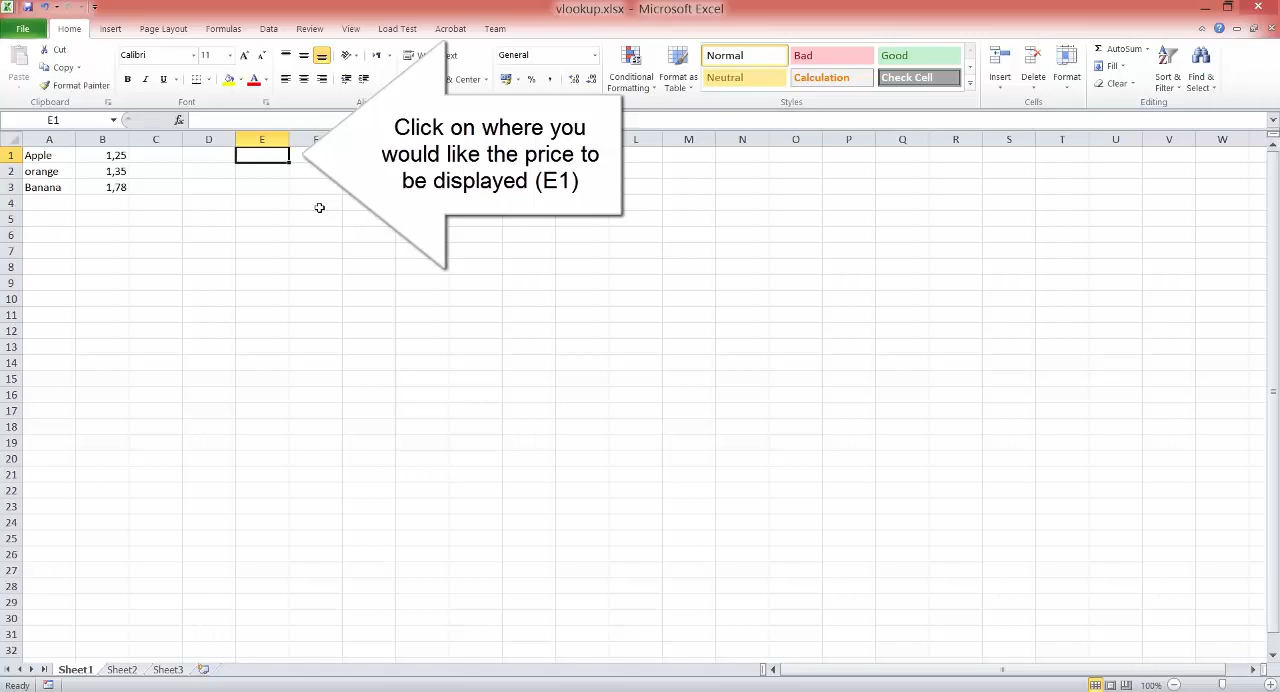 vlookup.xlsx - Microsoft Excel
File Home Insert Page Layout Formulas Data Review View Load Test Acrobat Team
Paste
Cut
Copy
Format Painter
Clipboard
Calibri 11
B I U
Font
General
Center
Conditional Formatting
Format as Table
Normal Bad Good
Neutral Calculation Check Cell
Styles
Insert Delete Format
Cells
AutoSum
Fill
Clear
Sort & Filter
Find & Select
Editing
E1
fx
A B C D E L M N O P Q R S T U V W
1 Apple 1,25
2 orange 1,35
3 Banana 1,78
4
5
6
7
8
9
10
11
12
13
14
15
16
17
18
19
20
21
22
23
24
25
26
27
28
29
30
31
32
Click on where you
would like the price to
be displayed (E1)
Sheet1 Sheet2 Sheet3
Ready 100%